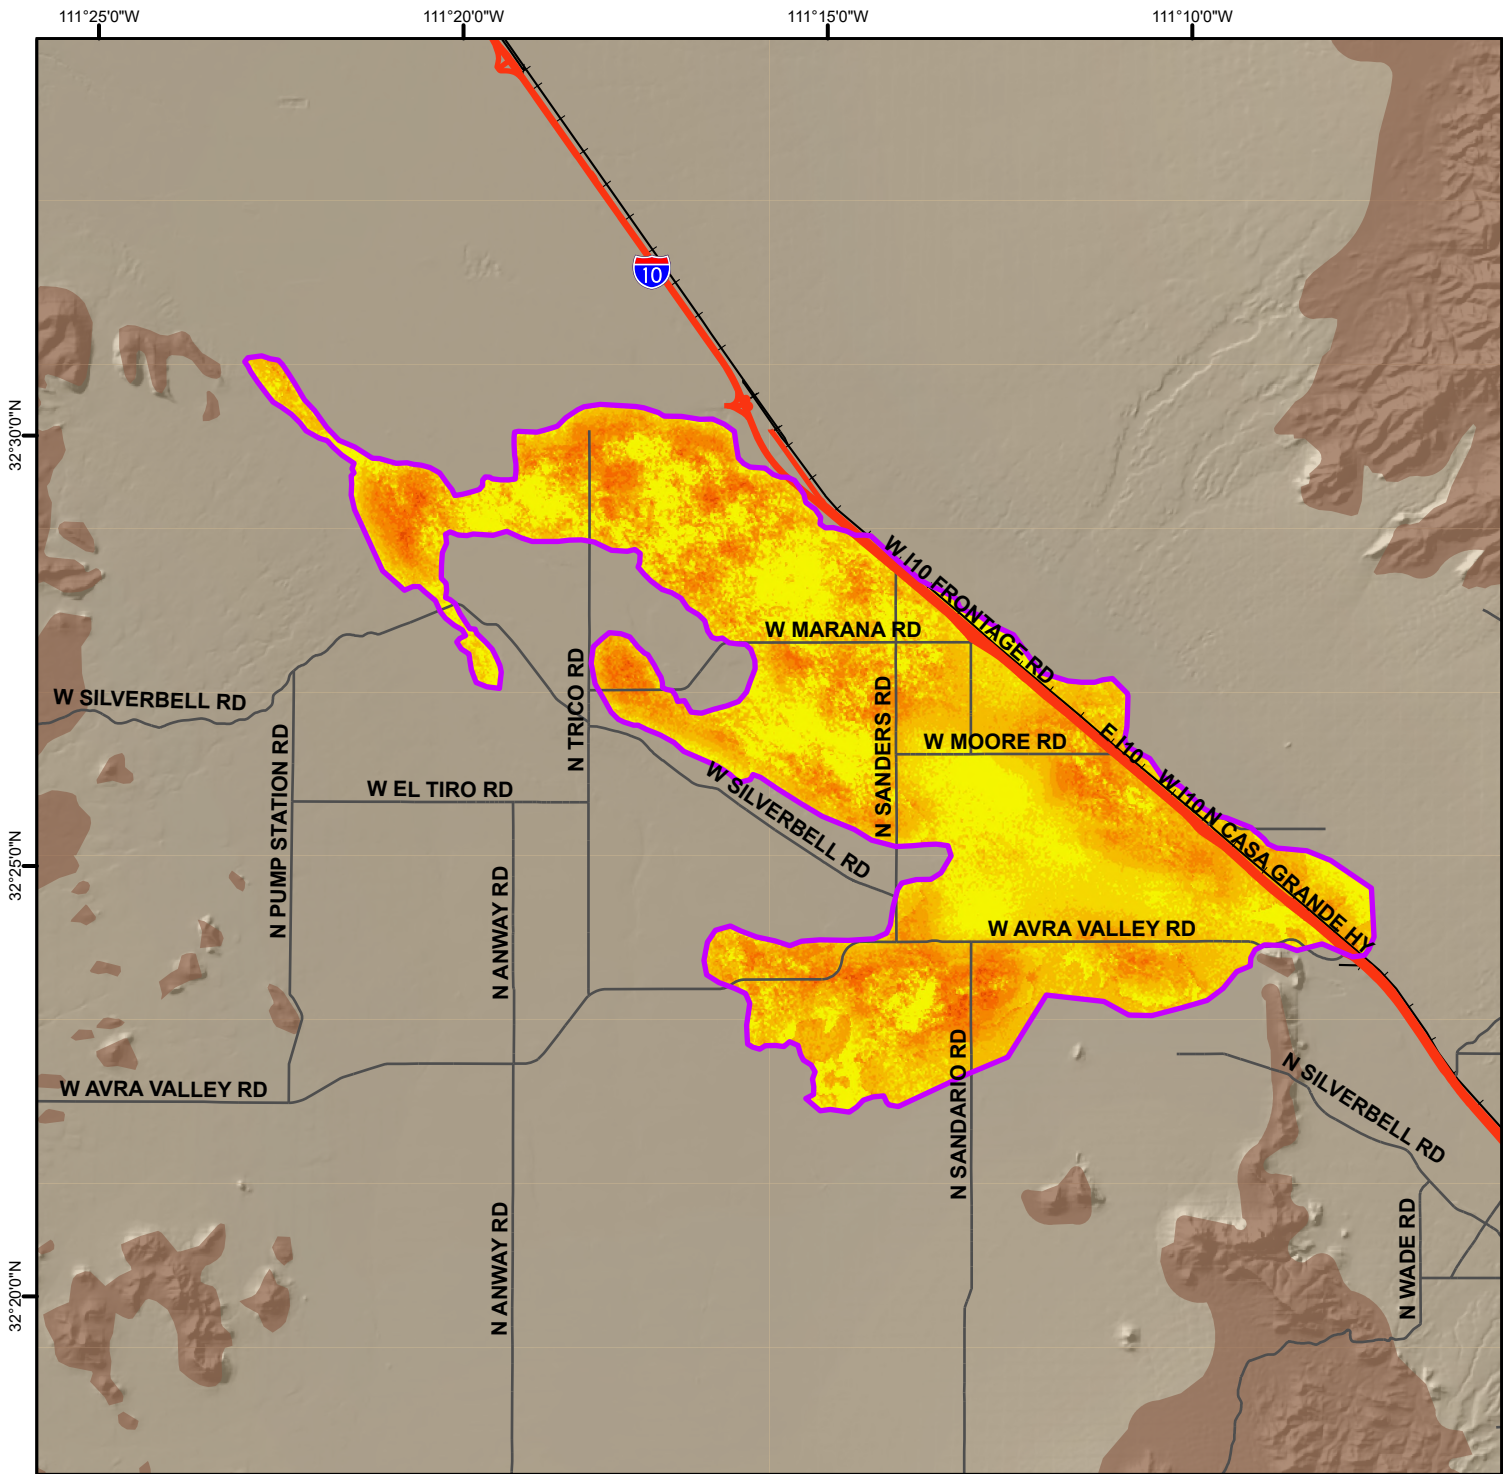 111°25'0"W
111°20'0"W
111°15'0"W
111°10'0"W
10
32°30'0"N
W I10 FRONTAGE RD
W MARANA RD
W SILVERBELL RD
N TRICO RD
N SANDERS RD
N PUMP STATION RD
W MOORE RD
E I10
W I10 N CASA GRANDE HY
W EL TIRO RD
W SILVERBELL RD
32°25'0"N
N ANWAY RD
W AVRA VALLEY RD
W AVRA VALLEY RD
N SANDARIO RD
N SILVERBELL RD
N ANWAY RD
N WADE RD
32°20'0"N